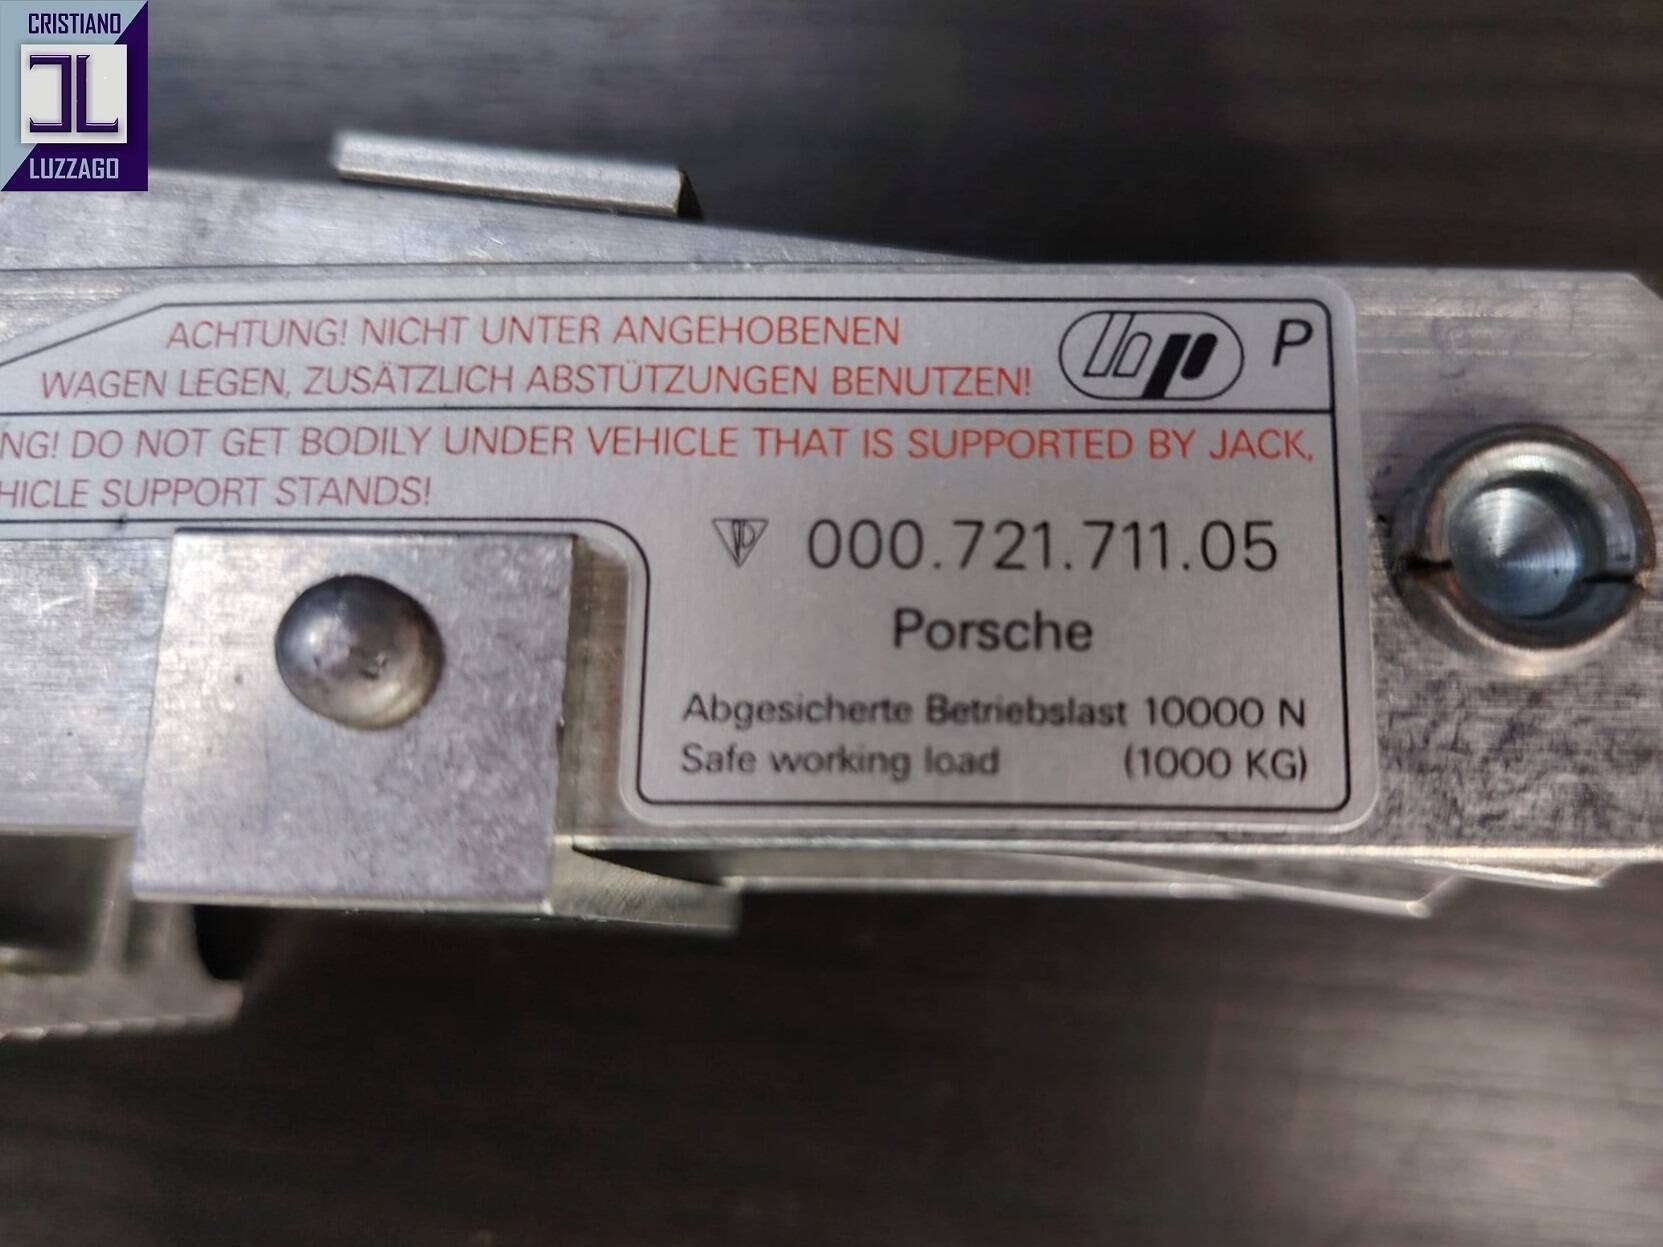 CRISTIANO
LUZZAGO
ACHTUNG! NICHT UNTER ANGEHOBENEN
WAGEN LEGEN, ZUSÄTZLICH ABSTÜTZUNGEN BENUTZEN!
hp P
NG! DO NOT GET BODILY UNDER VEHICLE THAT IS SUPPORTED BY JACK,
HICLE SUPPORT STANDS!
000.721.711.05
Porsche
Abgesicherte Betriebslast 10000 N
Safe working load (1000 KG)